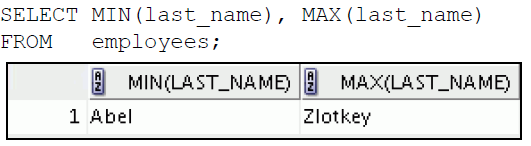 SELECT MIN(last_name), MAX(last_name)
FROM employees;
MIN(LAST_NAME) MAX(LAST_NAME)
1 Abel Zlotkey